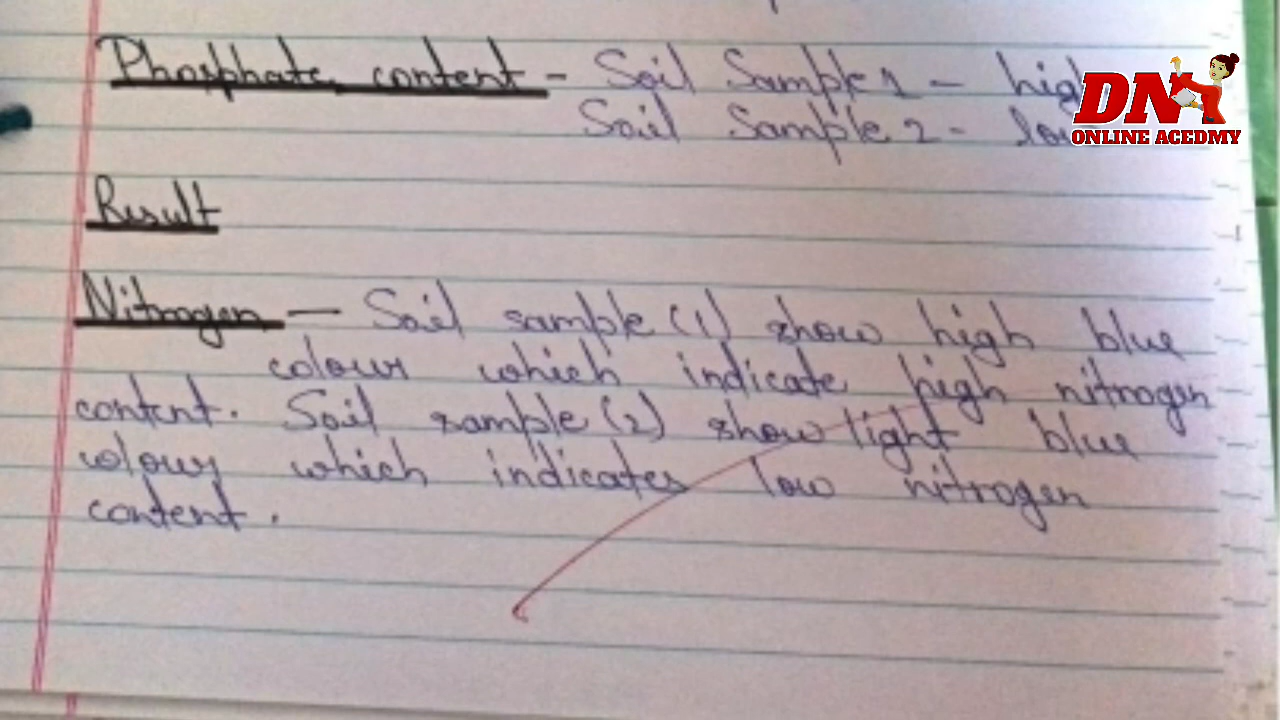 Phosphate content - Soil Sample 1 - high
Soil Sample 2 - low
DN
ONLINE ACEDMY
Result
Nitrogen — Soil sample (1) show high blue
colour which indicate high nitrogen
content. Soil sample (2) show light blue
colour which indicates low nitrogen
content.